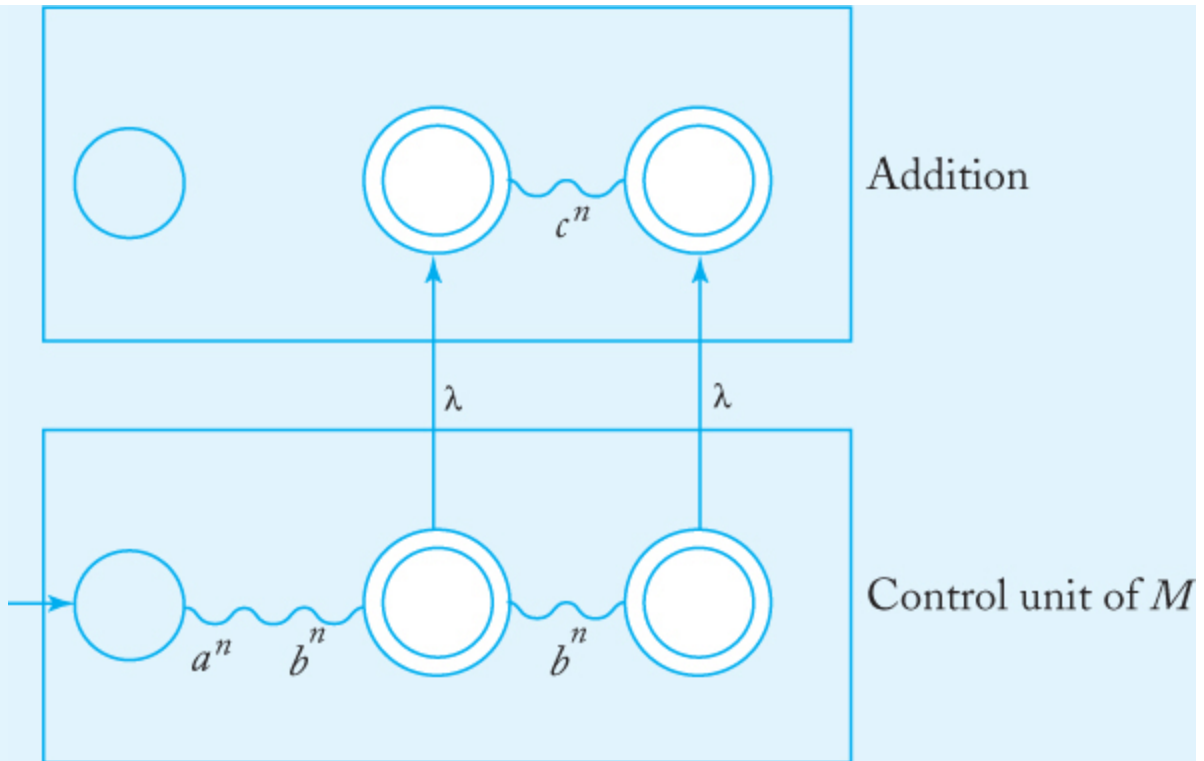 Addition
cⁿ
λ λ
Control unit of M
aⁿ bⁿ bⁿ